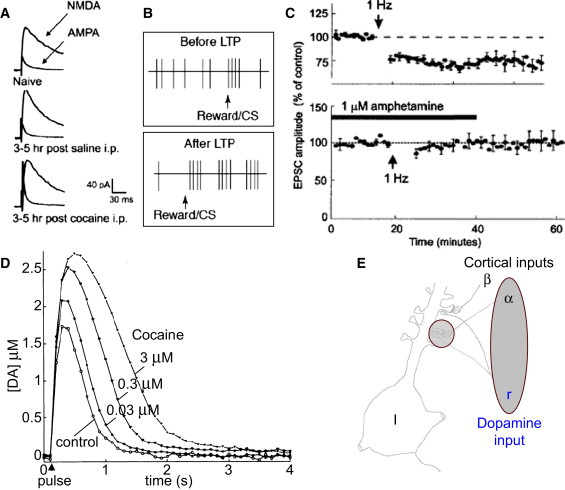 A
NMDA
AMPA
Naive
3-5 hr post saline i.p.
40 pA
30 ms
3-5 hr post cocaine i.p.
B
Before LTP
Reward/CS
After LTP
Reward/CS
C
1 Hz
125
100
75
EPSC amplitude (% of control)
150
1 µM amphetamine
100
50
0
1 Hz
0 20 40 60
Time (minutes)
D
[DA] µM
2.5
2
1.5
1
0.5
0
Cocaine
3 µM
0.3 µM
0.03 µM
control
0 1 2 3 4
pulse
time (s)
E
Cortical inputs
β
α
r
I
Dopamine
input